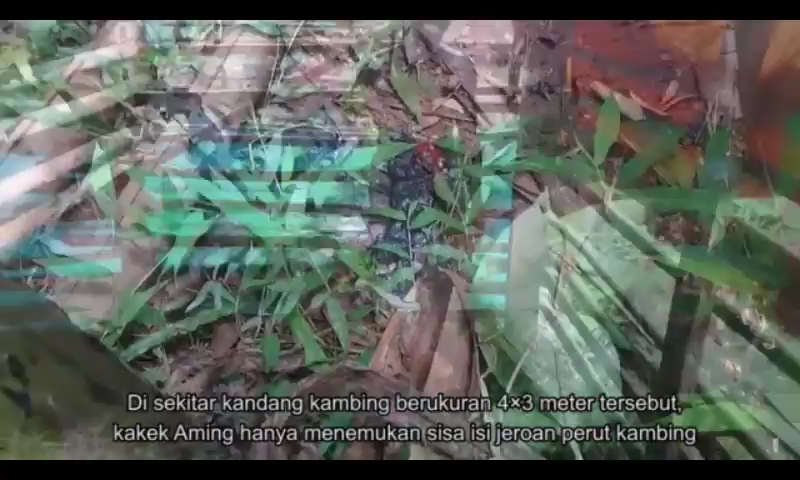 Di sekitar kandang kambing berukuran 4×3 meter tersebut,
kakek Aming hanya menemukan sisa isi jeroan perut kambing